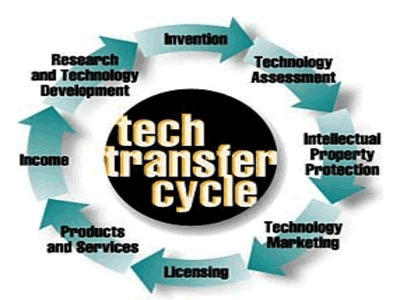 Invention
Technology
Assessment
Intellectual
Property
Protection
Technology
Marketing
Licensing
Products
and Services
Income
Research
and Technology
Development
tech
transfer
cycle